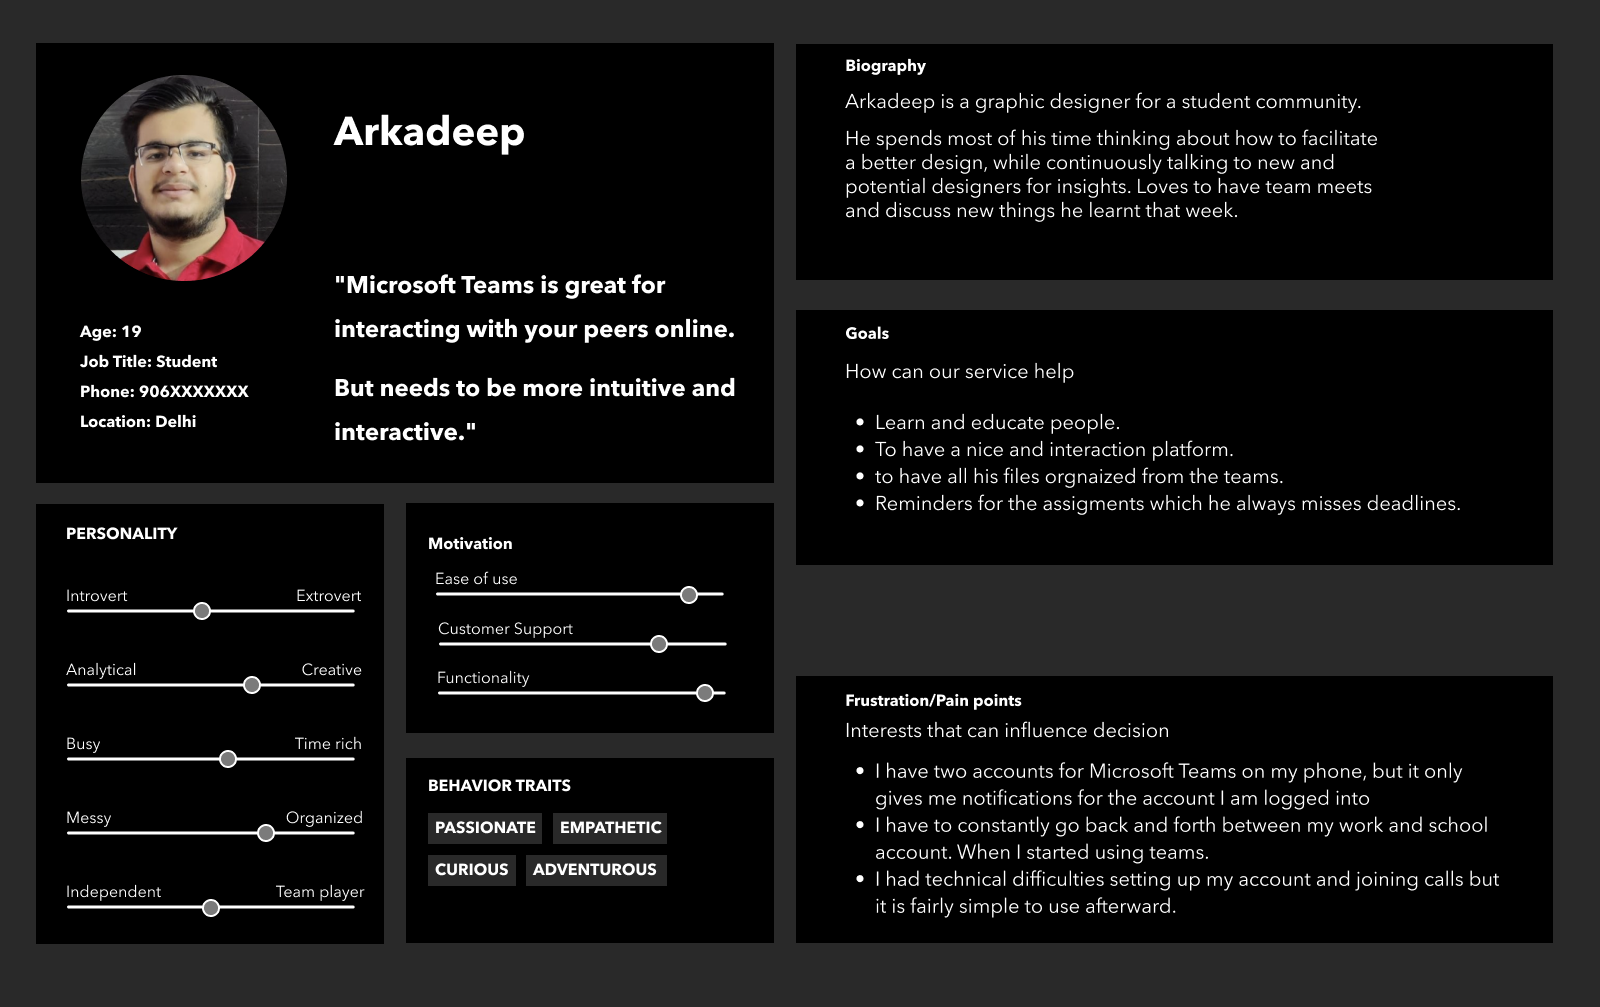 Arkadeep
"Microsoft Teams is great for
interacting with your peers online.
But needs to be more intuitive and
interactive."
Age: 19
Job Title: Student
Phone: 906XXXXXXX
Location: Delhi
PERSONALITY
Introvert Extrovert
Analytical Creative
Busy Time rich
Messy Organized
Independent Team player
Motivation
Ease of use
Customer Support
Functionality
BEHAVIOR TRAITS
PASSIONATE EMPATHETIC
CURIOUS ADVENTUROUS
Biography
Arkadeep is a graphic designer for a student community.
He spends most of his time thinking about how to facilitate
a better design, while continuously talking to new and
potential designers for insights. Loves to have team meets
and discuss new things he learnt that week.
Goals
How can our service help
• Learn and educate people.
• To have a nice and interaction platform.
• to have all his files orgnaized from the teams.
• Reminders for the assigments which he always misses deadlines.
Frustration/Pain points
Interests that can influence decision
• I have two accounts for Microsoft Teams on my phone, but it only
gives me notifications for the account I am logged into
• I have to constantly go back and forth between my work and school
account. When I started using teams.
• I had technical difficulties setting up my account and joining calls but
it is fairly simple to use afterward.